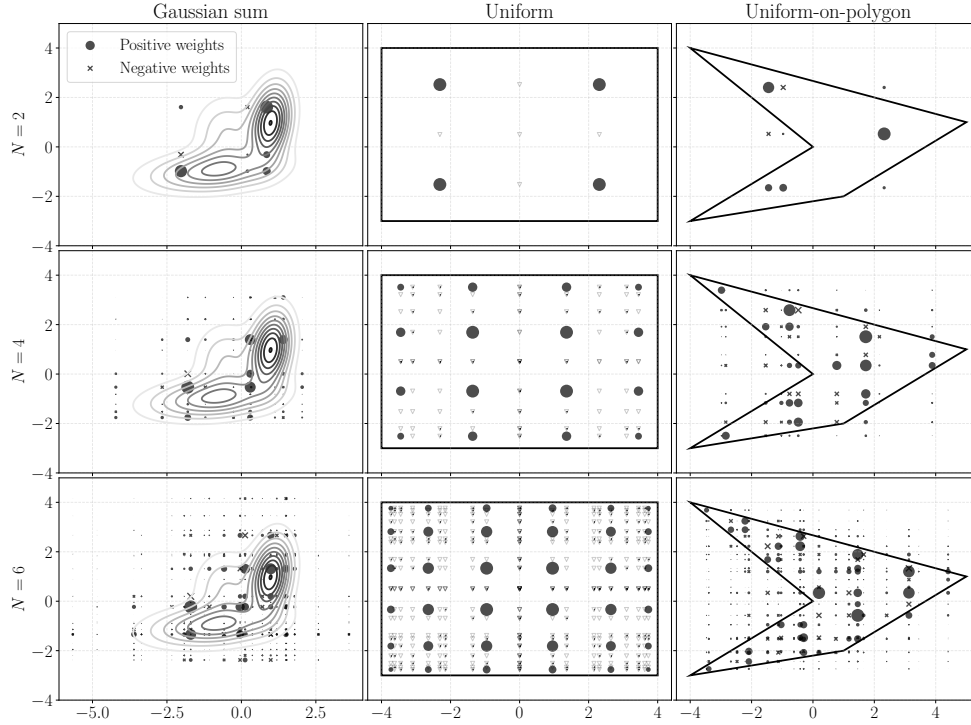 Gaussian sum Uniform Uniform-on-polygon
Positive weights
Negative weights
N = 2
4
2
0
−2
−4
N = 4
4
2
0
−2
−4
N = 6
4
2
0
−2
−4
−5.0 −2.5 0.0 2.5 −4 −2 0 2 4 −4 −2 0 2 4